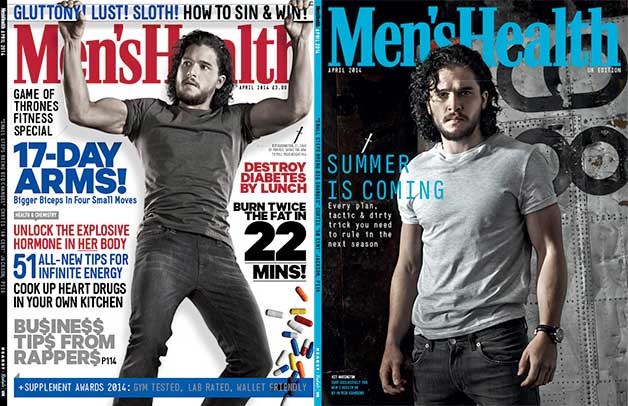 GLUTTONY! LUST! SLOTH! HOW TO SIN & WIN!
Men'sHealth
APRIL 2014 £3.99
GAME OF
THRONES
FITNESS
SPECIAL
17-DAY
ARMS!
Bigger Biceps In Four Small Moves
HEALTH & CHEMISTRY
UNLOCK THE EXPLOSIVE
HORMONE IN HER BODY
51 ALL-NEW TIPS FOR
INFINITE ENERGY
COOK UP HEART DRUGS
IN YOUR OWN KITCHEN
BU$INE$$
TIP$ FROM
RAPPER$ P114
DESTROY
DIABETES
BY LUNCH
BURN TWICE
THE FAT IN
22
MINS!
+SUPPLEMENT AWARDS 2014: GYM TESTED, LAB RATED, WALLET FRIENDLY
Men'sHealth
APRIL 2014
UK EDITION
SUMMER
IS COMING
Every plan,
tactic & dirty
trick you need
to rule in the
next season
KIT HARINGTON